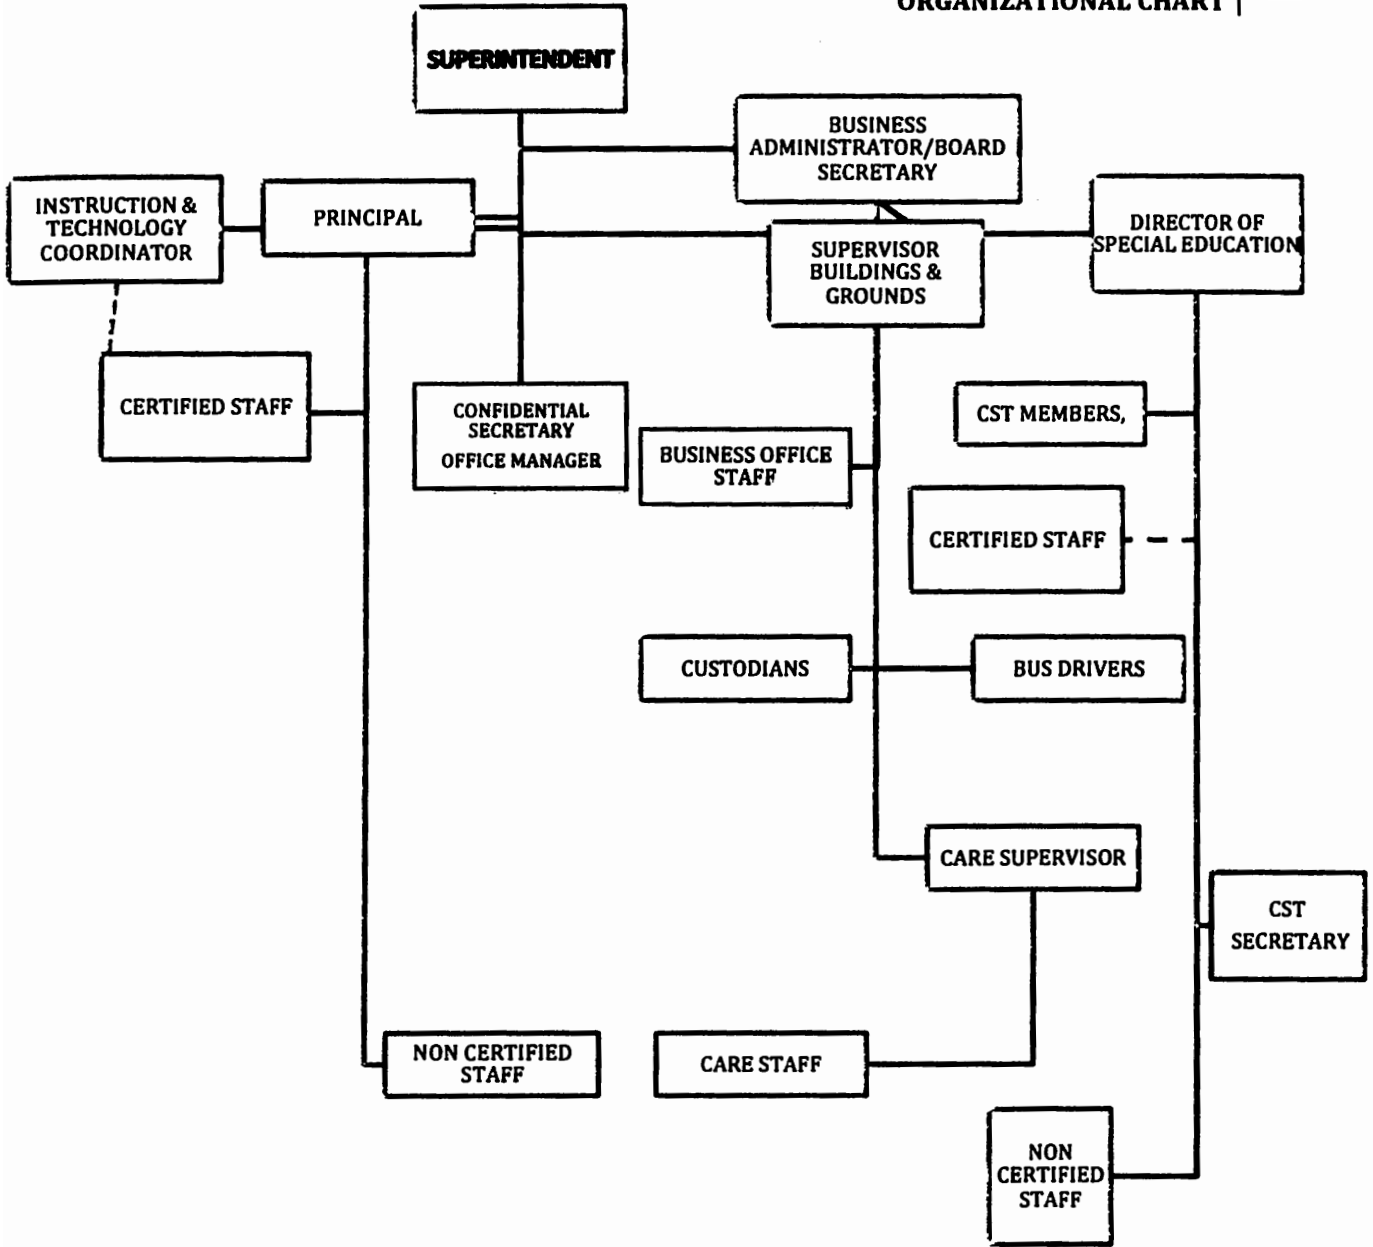 ORGANIZATIONAL CHART
SUPERINTENDENT
BUSINESS
ADMINISTRATOR/BOARD
SECRETARY
INSTRUCTION &
TECHNOLOGY
COORDINATOR
PRINCIPAL
SUPERVISOR
BUILDINGS &
GROUNDS
DIRECTOR OF
SPECIAL EDUCATION
CERTIFIED STAFF
CONFIDENTIAL
SECRETARY
OFFICE MANAGER
BUSINESS OFFICE
STAFF
CST MEMBERS,
CERTIFIED STAFF
CUSTODIANS
BUS DRIVERS
CARE SUPERVISOR
CST
SECRETARY
NON CERTIFIED
STAFF
CARE STAFF
NON
CERTIFIED
STAFF